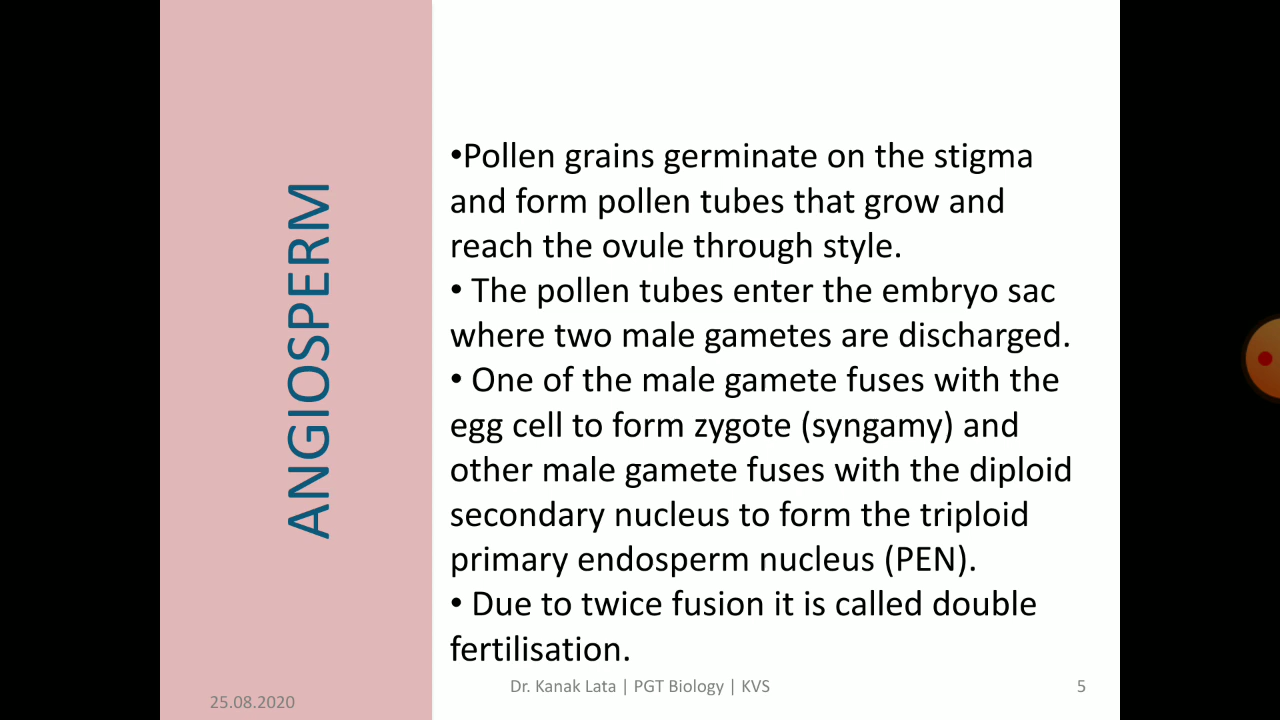 ANGIOSPERM
•Pollen grains germinate on the stigma
and form pollen tubes that grow and
reach the ovule through style.
• The pollen tubes enter the embryo sac
where two male gametes are discharged.
• One of the male gamete fuses with the
egg cell to form zygote (syngamy) and
other male gamete fuses with the diploid
secondary nucleus to form the triploid
primary endosperm nucleus (PEN).
• Due to twice fusion it is called double
fertilisation.
25.08.2020
Dr. Kanak Lata | PGT Biology | KVS
5